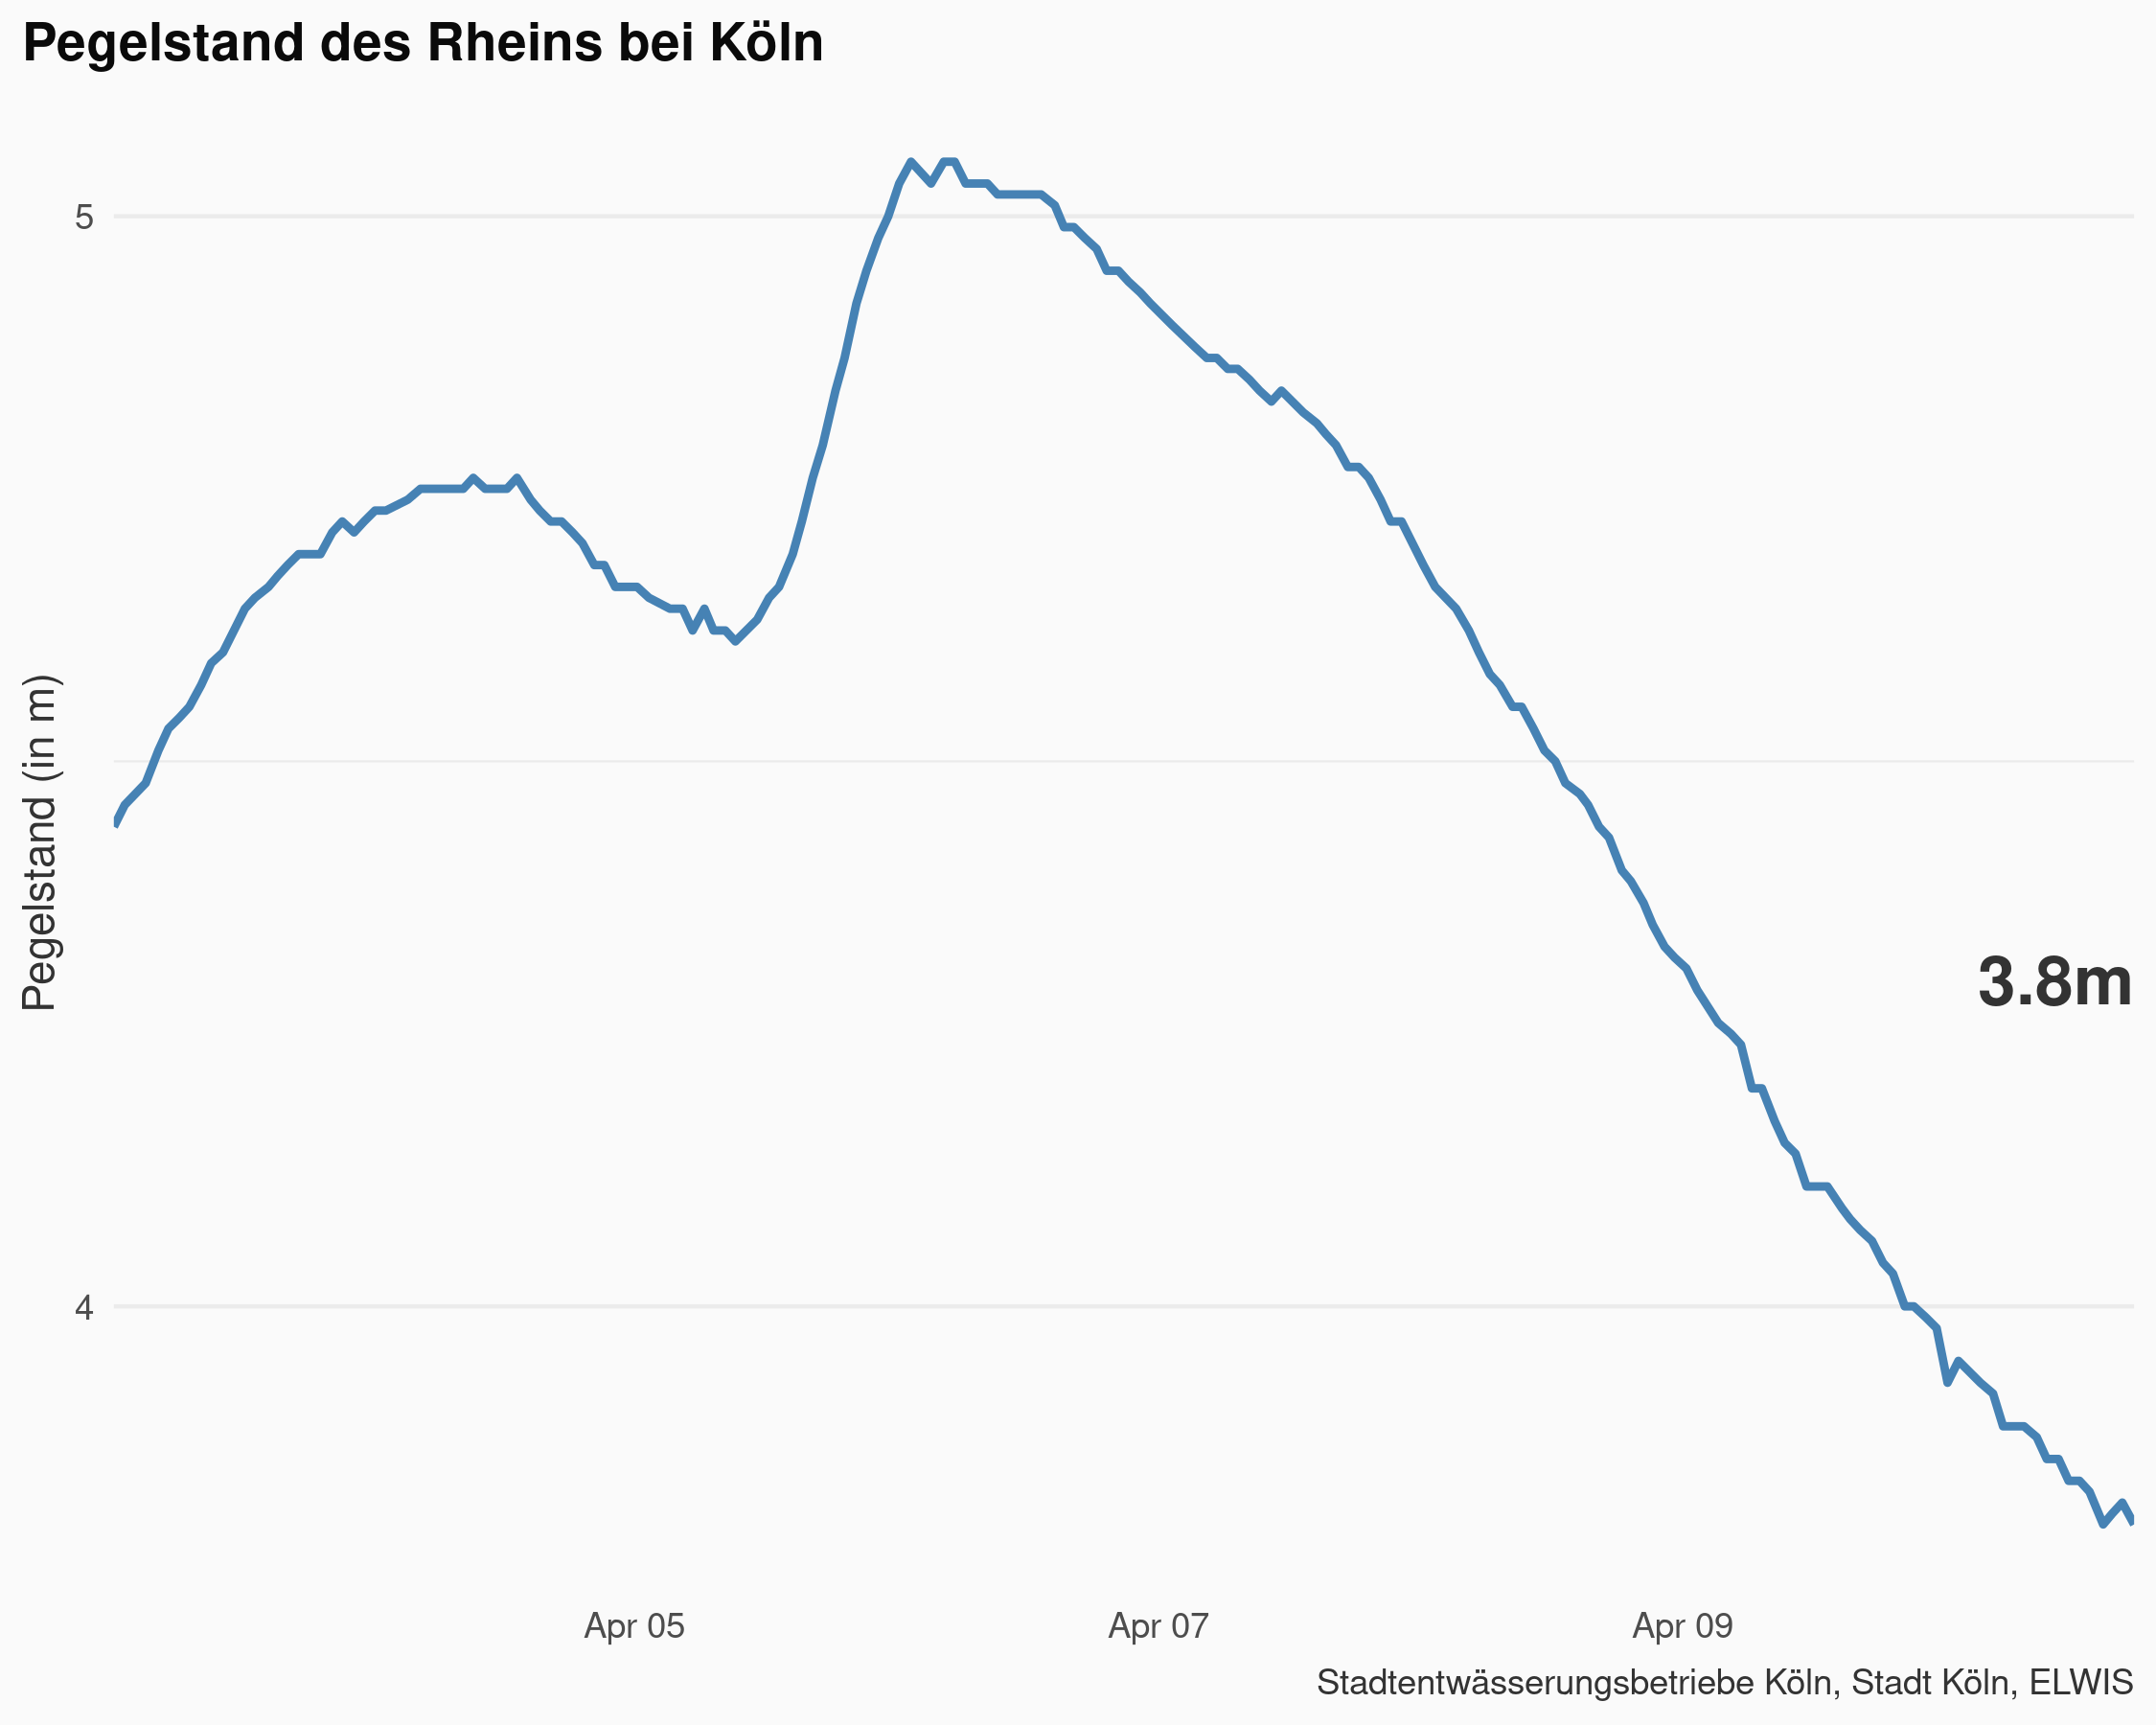 Pegelstand des Rheins bei Köln
Pegelstand (in m)
5
4
3.8m
Apr 05
Apr 07
Apr 09
Stadtentwässerungsbetriebe Köln, Stadt Köln, ELWIS